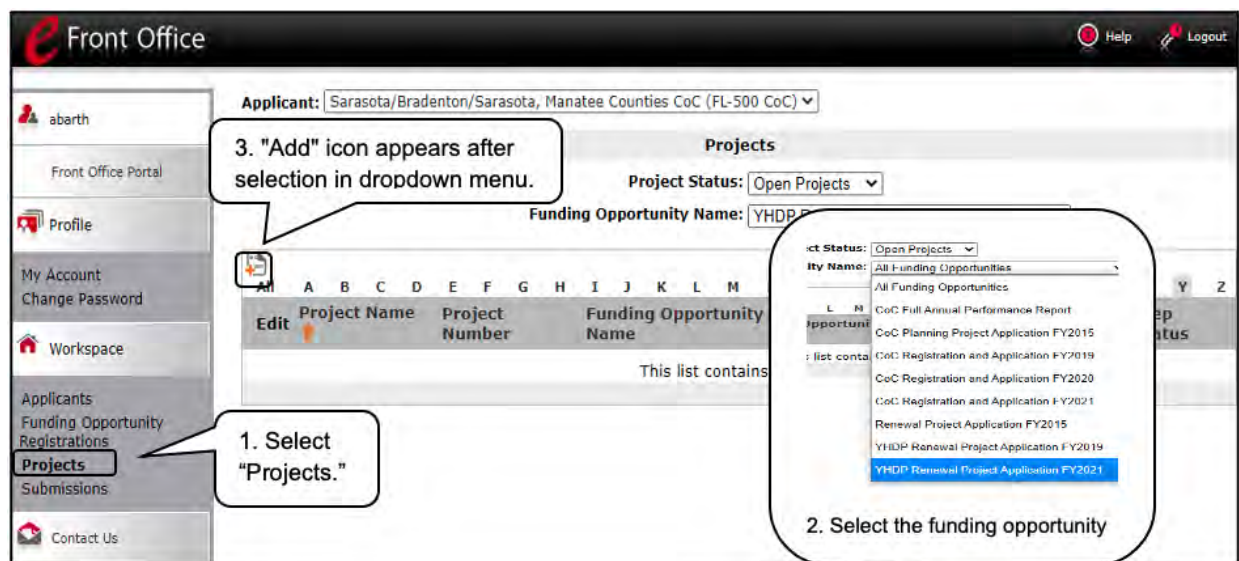 e Front Office
Help
Logout
abarth
Front Office Portal
Profile
My Account
Change Password
Workspace
Applicants
Funding Opportunity
Registrations
Projects
Submissions
Contact Us
Applicant: Sarasota/Bradenton/Sarasota, Manatee Counties CoC (FL-500 CoC)
3. "Add" icon appears after
selection in dropdown menu.
Projects
Project Status: Open Projects
Funding Opportunity Name: YHDP
All A B C D E F G H I J K L M Y Z
Edit Project Name Project
Number Funding Opportunity
Name
This list contains
1. Select
"Projects."
ct Status: Open Projects
ity Name: All Funding Opportunities
All Funding Opportunities
L M CoC Full Annual Performance Report
CoC Planning Project Application FY2015
list conta CoC Registration and Application FY2019
CoC Registration and Application FY2020
CoC Registration and Application FY2021
Renewal Project Application FY2015
YHDP Renewal Project Application FY2019
YHDP Renewal Project Application FY2021
2. Select the funding opportunity